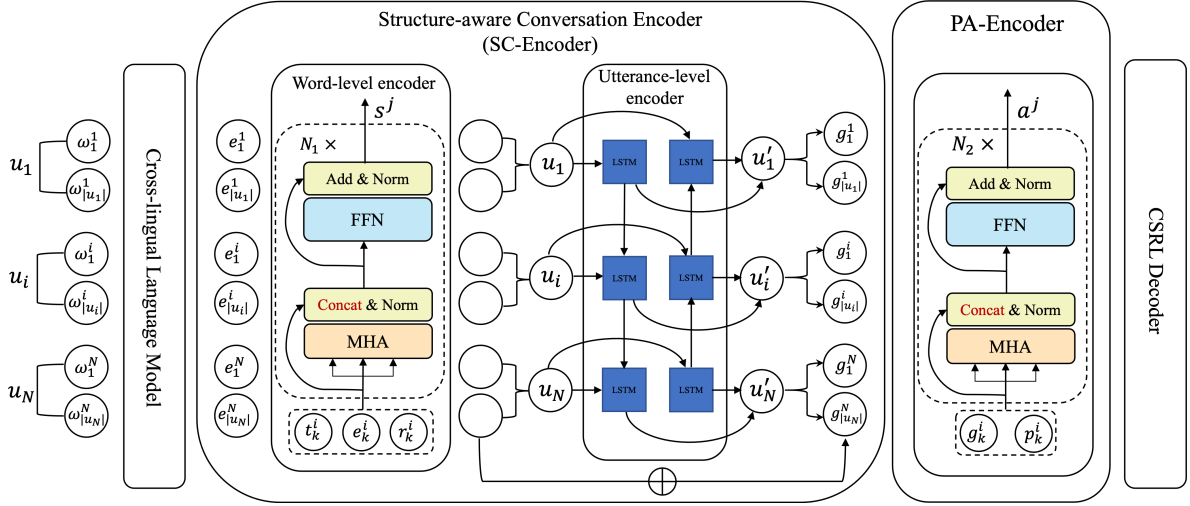 Structure-aware Conversation Encoder
(SC-Encoder)
PA-Encoder
Cross-lingual Language Model
CSRL Decoder
u_1
ω_1^1
ω_{|u_1|}^1
u_i
ω_1^i
ω_{|u_i|}^i
u_N
ω_1^N
ω_{|u_N|}^N
e_1^1
e_{|u_1|}^1
e_1^i
e_{|u_i|}^i
e_1^N
e_{|u_N|}^N
Word-level encoder
s^j
N_1 ×
Add & Norm
FFN
Concat & Norm
MHA
t_k^i e_k^i r_k^i
Utterance-level
encoder
u_1 LSTM LSTM u'_1
u_i LSTM LSTM u'_i
u_N LSTM LSTM u'_N
g_1^1
g_{|u_1|}^1
g_1^i
g_{|u_i|}^i
g_1^N
g_{|u_N|}^N
a^j
N_2 ×
Add & Norm
FFN
Concat & Norm
MHA
g_k^i p_k^i